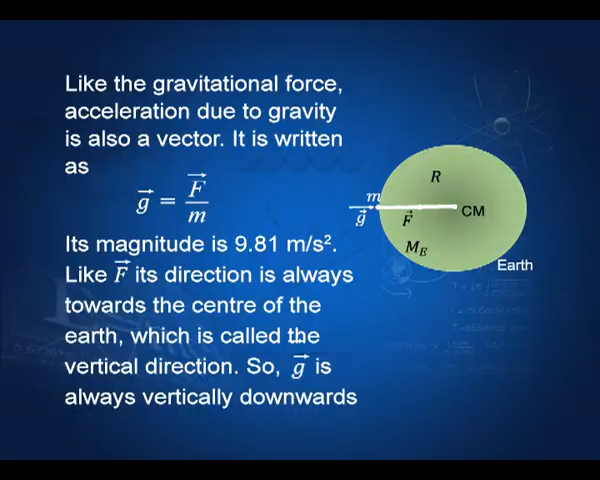 Like the gravitational force,
acceleration due to gravity
is also a vector. It is written
as
g⃗ = F⃗ / m
Its magnitude is 9.81 m/s².
Like F⃗ its direction is always
towards the centre of the
earth, which is called the
vertical direction. So, g⃗ is
always vertically downwards
R
m
g⃗
F⃗
CM
M_E
Earth